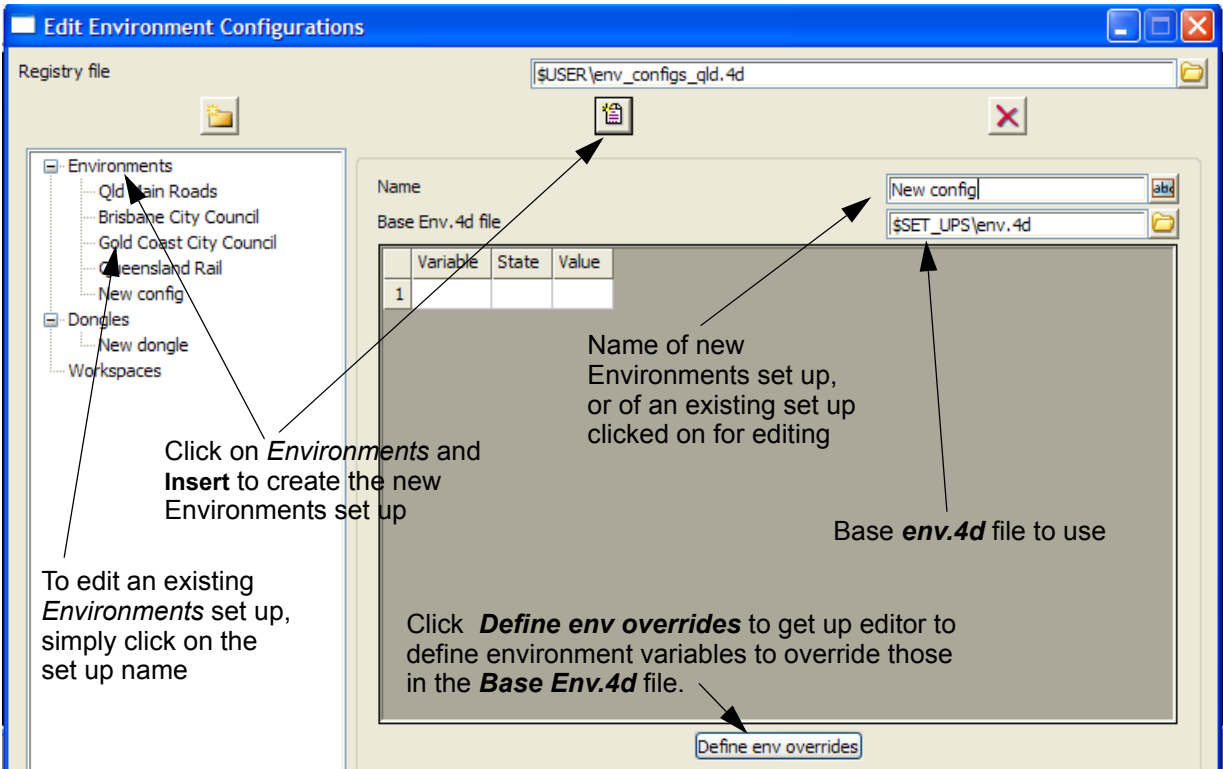 Edit Environment Configurations
Registry file
$USER\env_configs_qld.4d
Environments
Qld Main Roads
Brisbane City Council
Gold Coast City Council
Queensland Rail
New config
Dongles
New dongle
Workspaces
Name
New config
abc
Base Env.4d file
$SET_UPS\env.4d
Variable State Value
1
Name of new
Environments set up,
or of an existing set up
clicked on for editing
Click on Environments and
Insert to create the new
Environments set up
Base env.4d file to use
To edit an existing
Environments set up,
simply click on the
set up name
Click Define env overrides to get up editor to
define environment variables to override those
in the Base Env.4d file.
Define env overrides